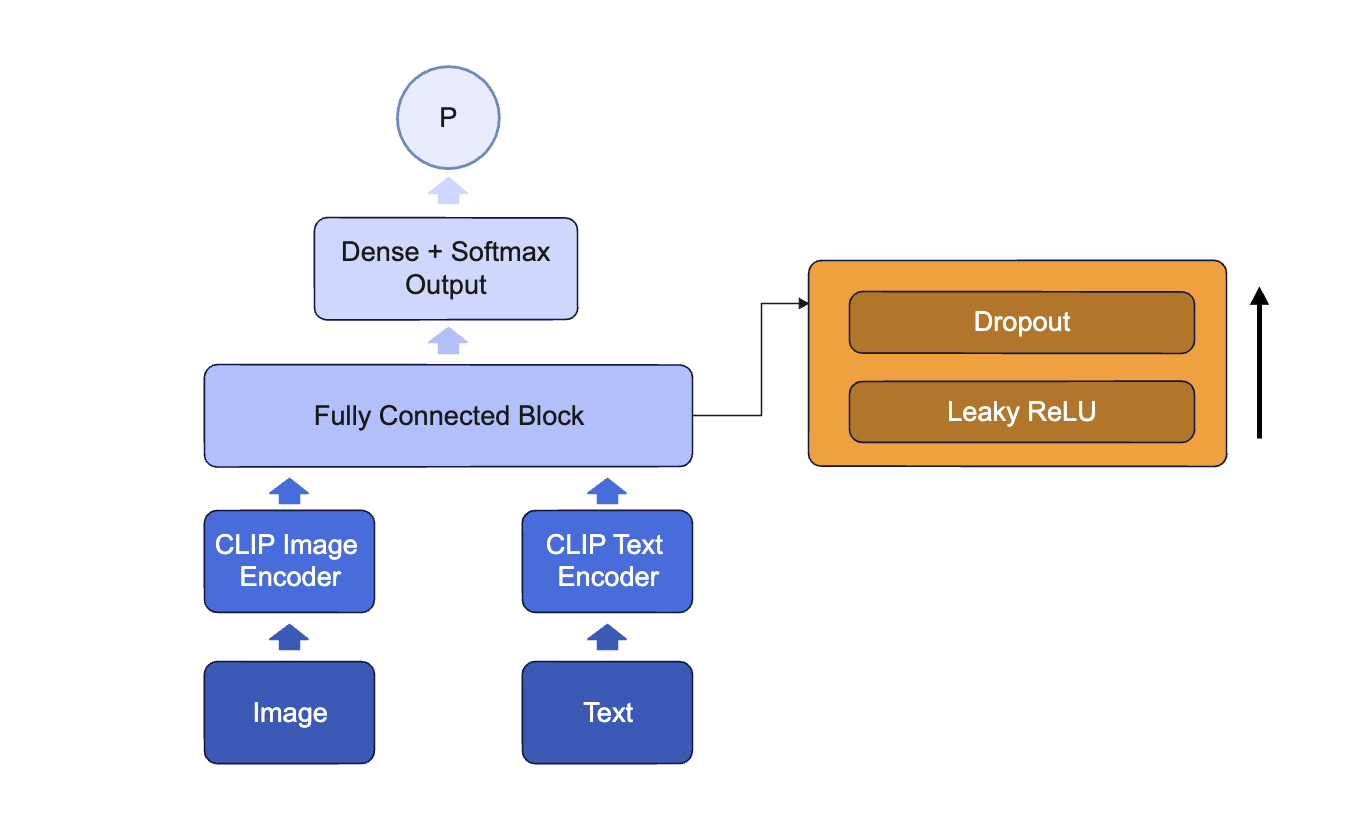 P
Dense + Softmax
Output
Dropout
Fully Connected Block
Leaky ReLU
CLIP Image
Encoder
CLIP Text
Encoder
Image
Text